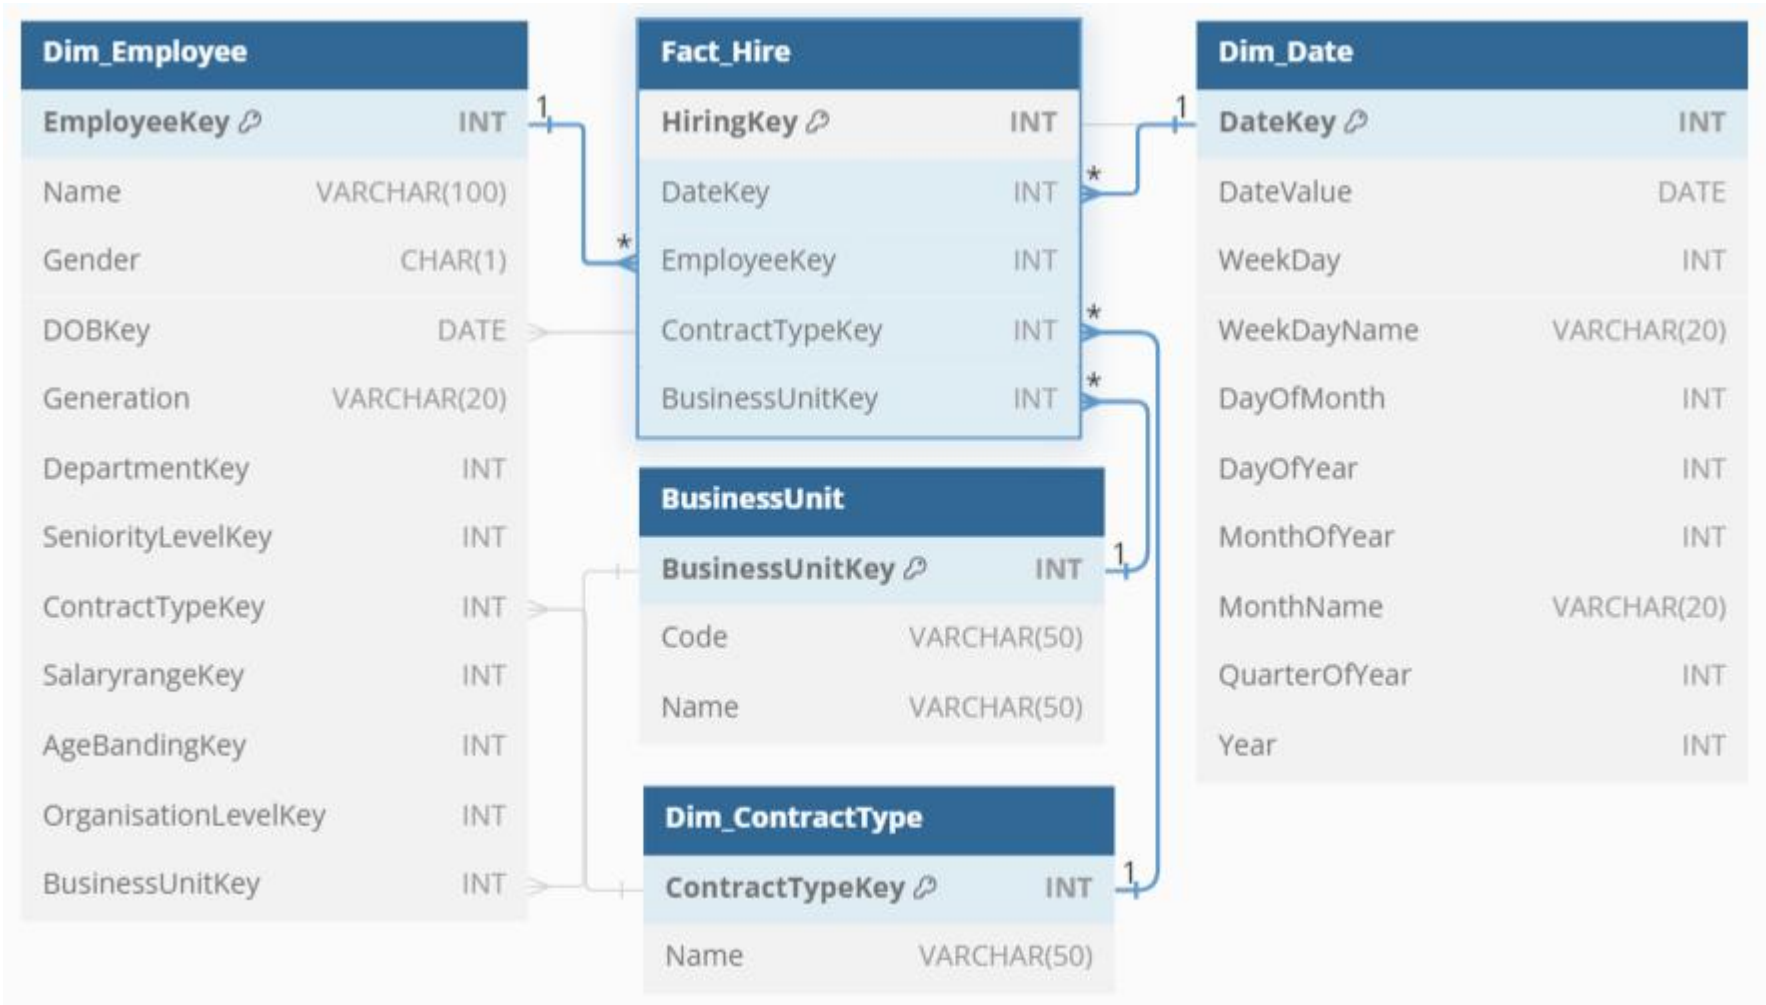 Dim_Employee
EmployeeKey INT
Name VARCHAR(100)
Gender CHAR(1)
DOBKey DATE
Generation VARCHAR(20)
DepartmentKey INT
SeniorityLevelKey INT
ContractTypeKey INT
SalaryrangeKey INT
AgeBandingKey INT
OrganisationLevelKey INT
BusinessUnitKey INT
1
*
Fact_Hire
HiringKey INT
DateKey INT
EmployeeKey INT
ContractTypeKey INT
BusinessUnitKey INT
1
*
*
*
BusinessUnit
BusinessUnitKey INT
Code VARCHAR(50)
Name VARCHAR(50)
1
Dim_ContractType
ContractTypeKey INT
Name VARCHAR(50)
1
Dim_Date
DateKey INT
DateValue DATE
WeekDay INT
WeekDayName VARCHAR(20)
DayOfMonth INT
DayOfYear INT
MonthOfYear INT
MonthName VARCHAR(20)
QuarterOfYear INT
Year INT